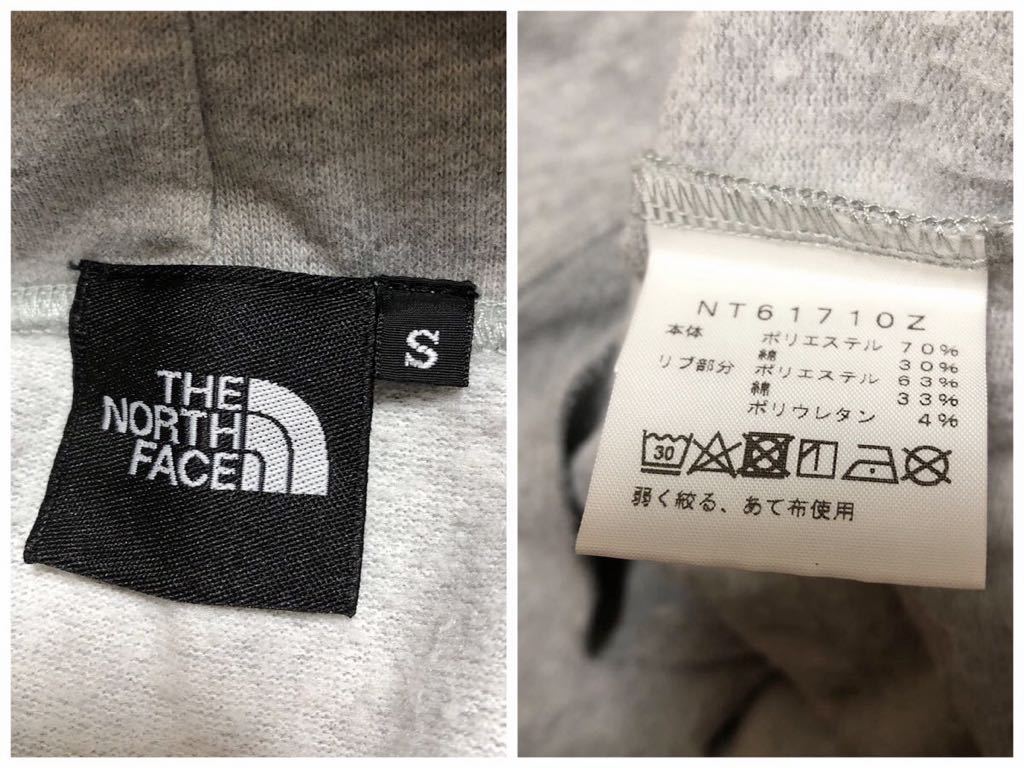 THE
NORTH
FACE
S
NT61710Z
本体 ポリエステル 70%
綿 30%
リブ部分 ポリエステル 63%
綿 33%
ポリウレタン 4%
30
弱く絞る、あて布使用